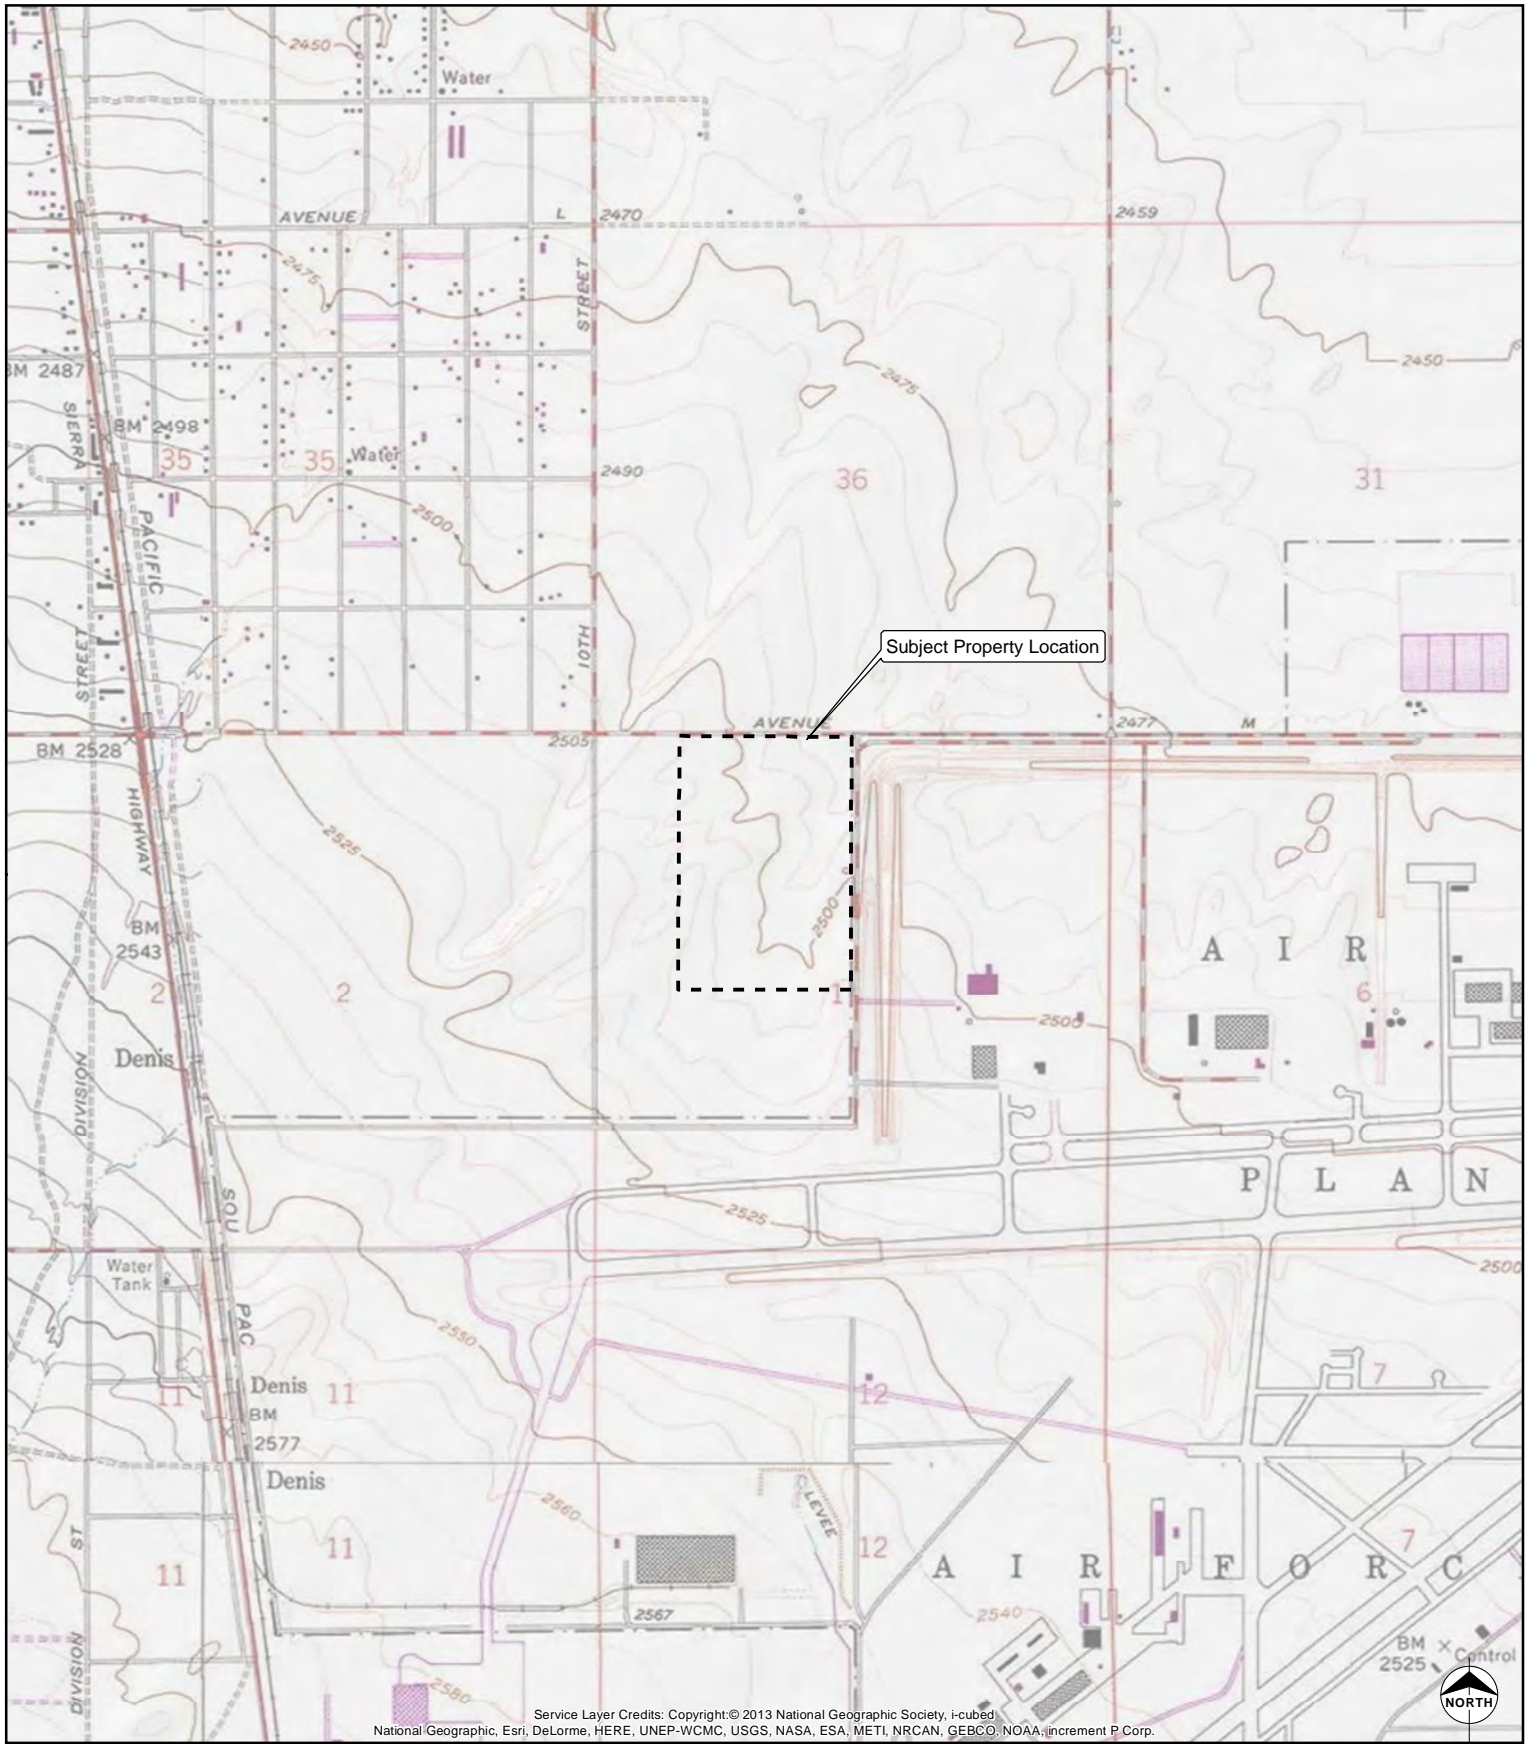 2450
Water
AVENUE L 2470
2459
STREET
2475
2475
2450
BM 2487
SIERRA
BM 2498
35
35
Water
2490
36
31
2500
PACIFIC
STREET
10TH
Subject Property Location
AVENUE
2477
M
2505
BM 2528
HIGHWAY
2525
2500
BM
2543
A I R
2
2
1
6
2500
Denis
DIVISION
P L A N
SOU
2525
Water
Tank
2500
PAC
2550
7
Denis
11
11
12
BM
2577
Denis
2560
LEVEE
ST
11
11
12
7
A I R F O R C
2567
2540
DIVISION
BM
2525
Control
2580
NORTH
Service Layer Credits: Copyright:© 2013 National Geographic Society, i-cubed
National Geographic, Esri, DeLorme, HERE, UNEP-WCMC, USGS, NASA, ESA, METI, NRCAN, GEBCO, NOAA, increment P Corp.